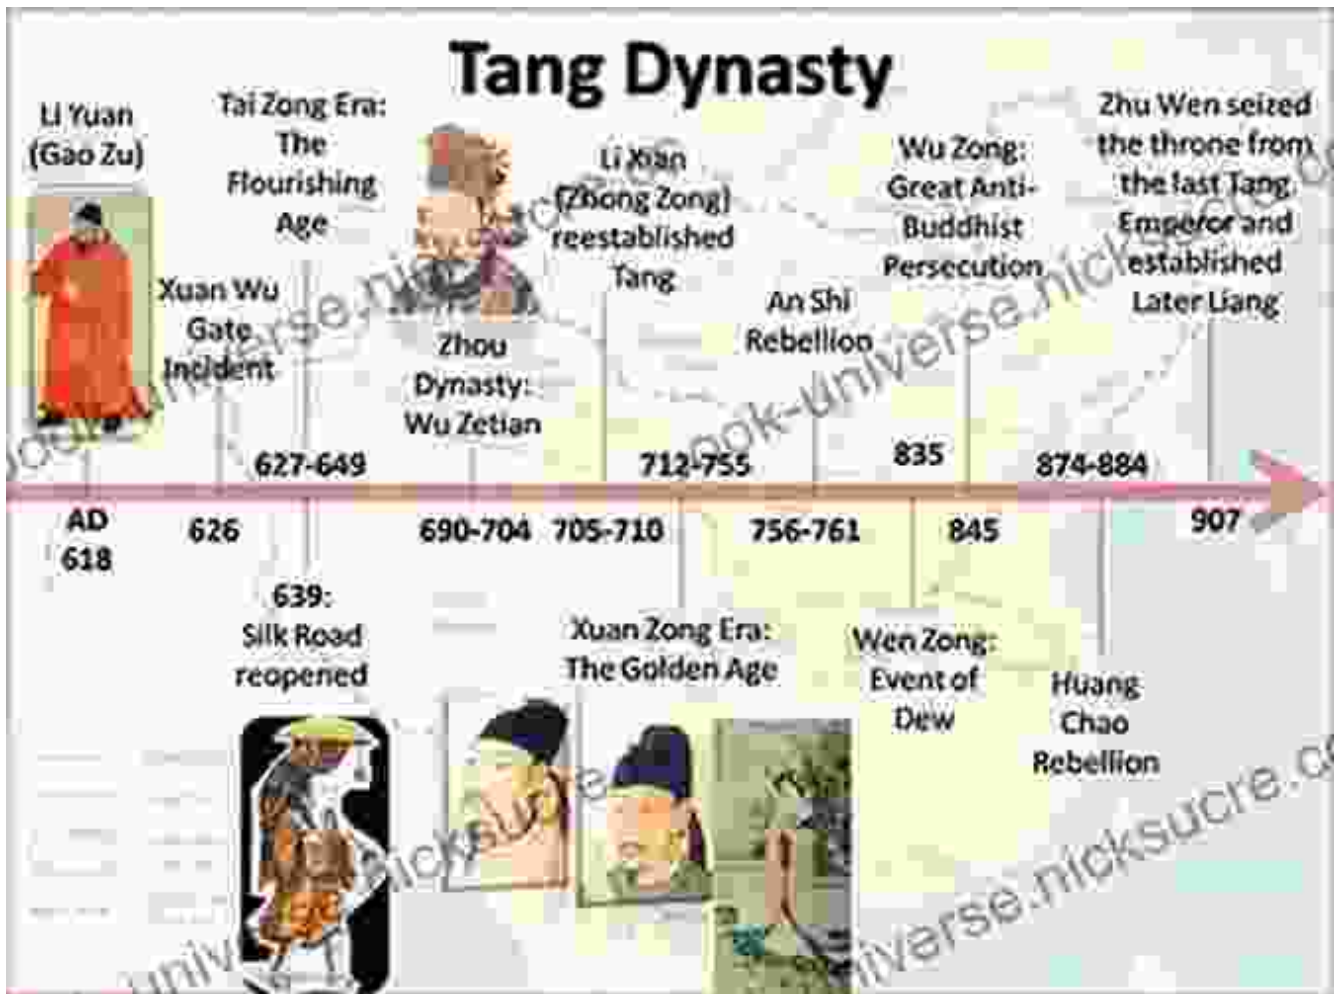 Tang Dynasty
Li Yuan
(Gao Zu)
Tai Zong Era:
The
Flourishing
Age
Xuan Wu
Gate
Incident
Zhou
Dynasty:
Wu Zetian
Li Xian
(Zhong Zong)
reestablished
Tang
An Shi
Rebellion
Wu Zong:
Great Anti-
Buddhist
Persecution
Zhu Wen seized
the throne from
the last Tang
Emperor and
established
Later Liang
627-649
712-755
835
874-884
AD
618
626
690-704
705-710
756-761
845
907
639:
Silk Road
reopened
Xuan Zong Era:
The Golden Age
Wen Zong:
Event of
Dew
Huang
Chao
Rebellion
book-universe.nicksucre.co